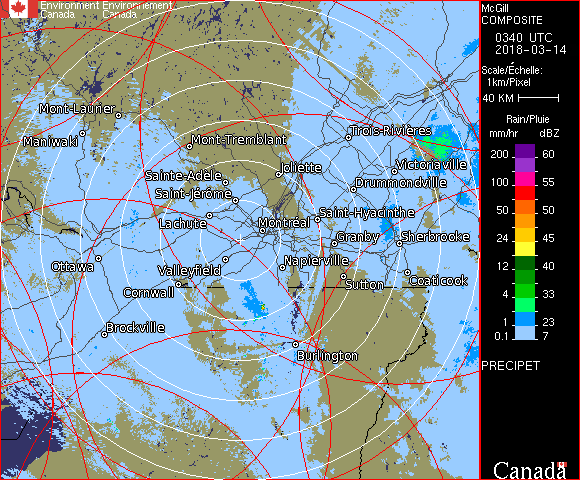 Environment Environnement
Canada Canada
McGill
COMPOSITE
0340 UTC
2018-03-14
Scale/Échelle:
1km/Pixel
40 KM
Rain/Pluie
mm/hr dBZ
200 60
100 55
50 50
24 45
12 40
4 33
1 23
0.1 7
PRECIPET
Mont-Laurier
Maniwaki
Mont-Tremblant
Trois-Rivières
Sainte-Adèle
Joliette
Victoriaville
Saint-Jérôme
Drummondville
Lachute
Montréal
Saint-Hyacinthe
Granby
Sherbrooke
Ottawa
Valleyfield
Napierville
Cornwall
Sutton
Coaticook
Brockville
Burlington
Canada